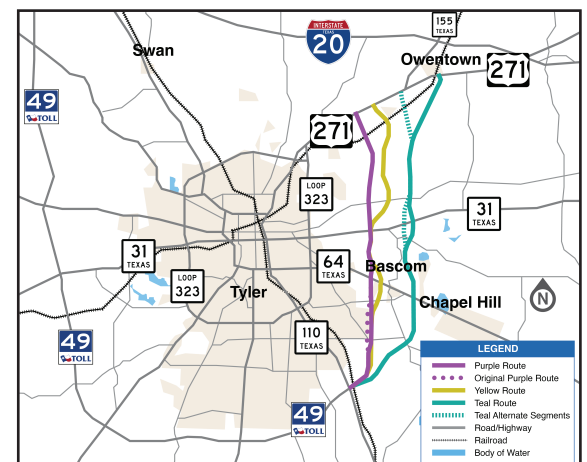 155
TEXAS
INTERSTATE
TEXAS
20
Swan
Owentown
271
49
TOLL
271
LOOP
323
31
TEXAS
31
TEXAS
64
TEXAS
Bascom
LOOP
323
Tyler
Chapel Hill
N
110
TEXAS
49
TOLL
49
TOLL
LEGEND
Purple Route
Original Purple Route
Yellow Route
Teal Route
Teal Alternate Segments
Road/Highway
Railroad
Body of Water